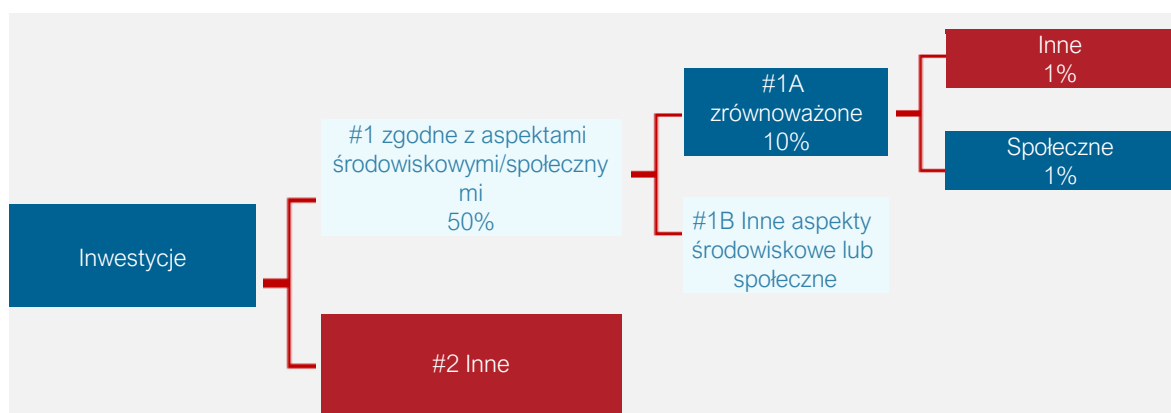 Inwestycje
#1 zgodne z aspektami
środowiskowymi/społeczny
mi
50%
#2 Inne
#1A
zrównoważone
10%
#1B Inne aspekty
środowiskowe lub
społeczne
Inne
1%
Społeczne
1%